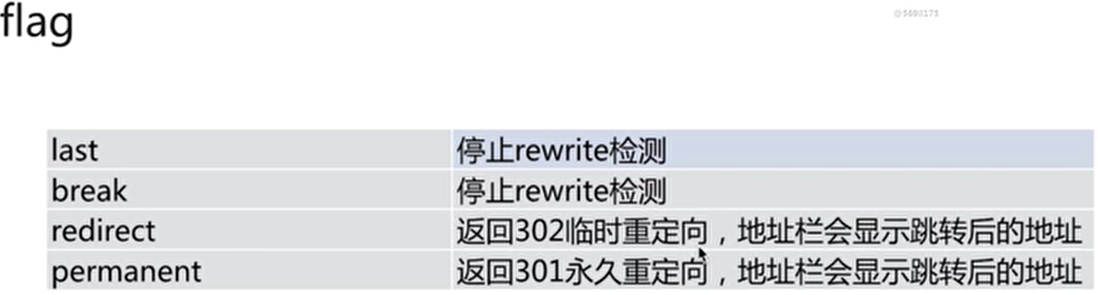 flag
@5690173
last 停止rewrite检测
break 停止rewrite检测
redirect 返回302临时重定向，地址栏会显示跳转后的地址
permanent 返回301永久重定向，地址栏会显示跳转后的地址